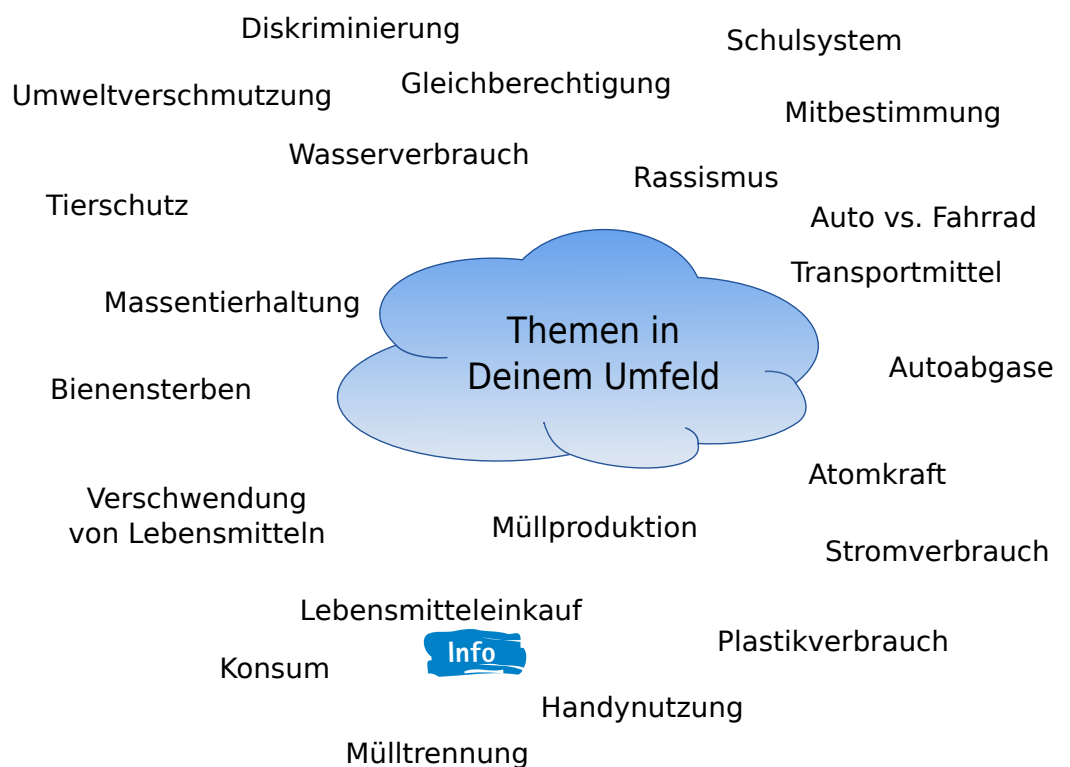 Diskriminierung
Schulsystem
Gleichberechtigung
Umweltverschmutzung
Mitbestimmung
Wasserverbrauch
Rassismus
Tierschutz
Auto vs. Fahrrad
Transportmittel
Massentierhaltung
Themen in
Deinem Umfeld
Autoabgase
Bienensterben
Atomkraft
Verschwendung
von Lebensmitteln
Müllproduktion
Stromverbrauch
Lebensmitteleinkauf
Plastikverbrauch
Info
Konsum
Handynutzung
Mülltrennung